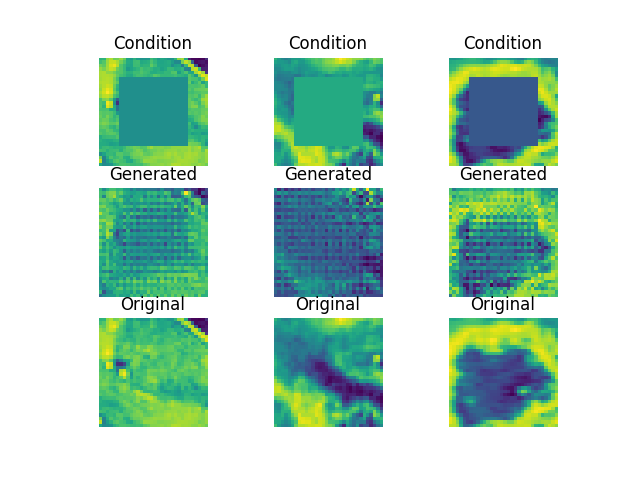 Condition Condition Condition
Generated Generated Generated
Original Original Original